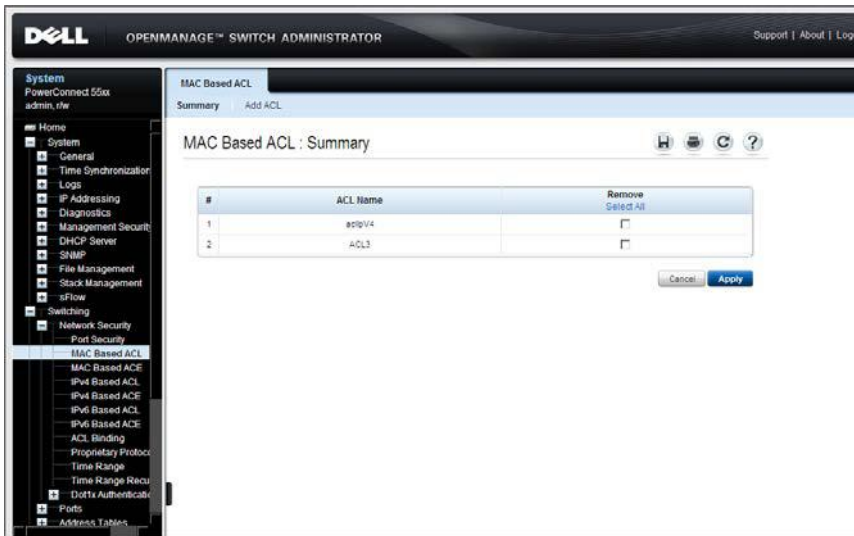 DELL OPENMANAGE™ SWITCH ADMINISTRATOR Support | About | Log
System
PowerConnect 55xx
admin, r/w
MAC Based ACL
Summary Add ACL
Home
System
General
Time Synchronization
Logs
IP Addressing
Diagnostics
Management Securit
DHCP Server
SNMP
File Management
Stack Management
sFlow
Switching
Network Security
Port Security
MAC Based ACL
MAC Based ACE
IPv4 Based ACL
IPv4 Based ACE
IPv6 Based ACL
IPv6 Based ACE
ACL Binding
Proprietary Protoco
Time Range
Time Range Recu
Dot1x Authenticatio
Ports
Address Tables
MAC Based ACL : Summary
# ACL Name Remove
Select All
1 aclipV4
2 ACL3
Cancel Apply